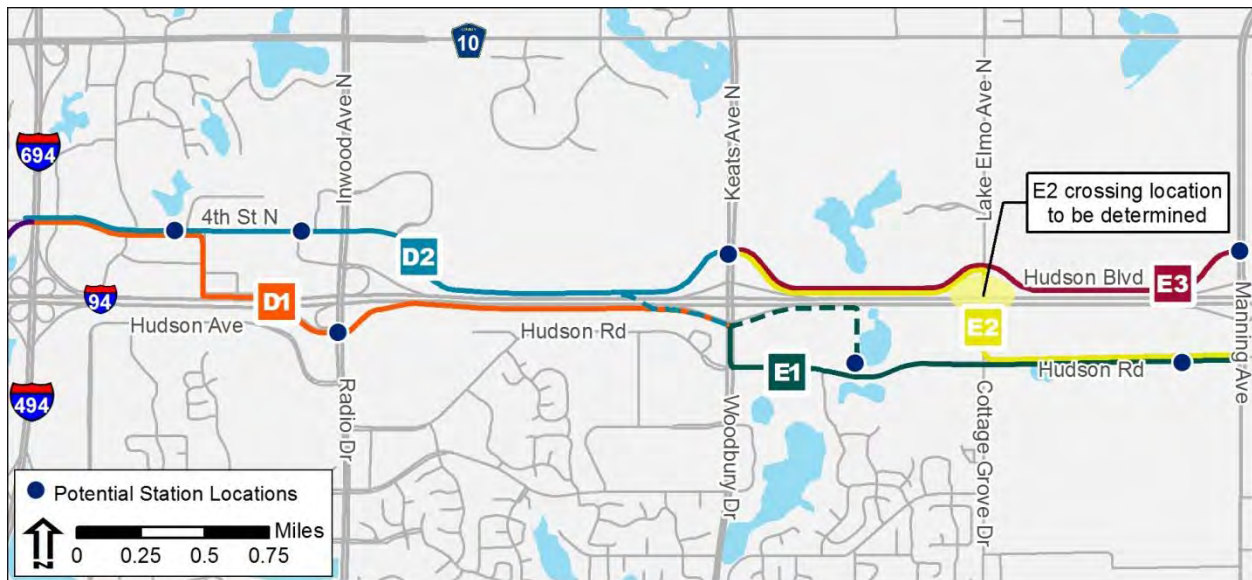 COUNTY
10
694
Inwood Ave N
Keats Ave N
Lake Elmo Ave N
E2 crossing location
to be determined
4th St N
D2
Hudson Blvd
E3
94
D1
Hudson Ave
Hudson Rd
E2
Manning Ave
E1
Hudson Rd
494
Radio Dr
Woodbury Dr
Cottage Grove Dr
Potential Station Locations
N
Miles
0 0.25 0.5 0.75